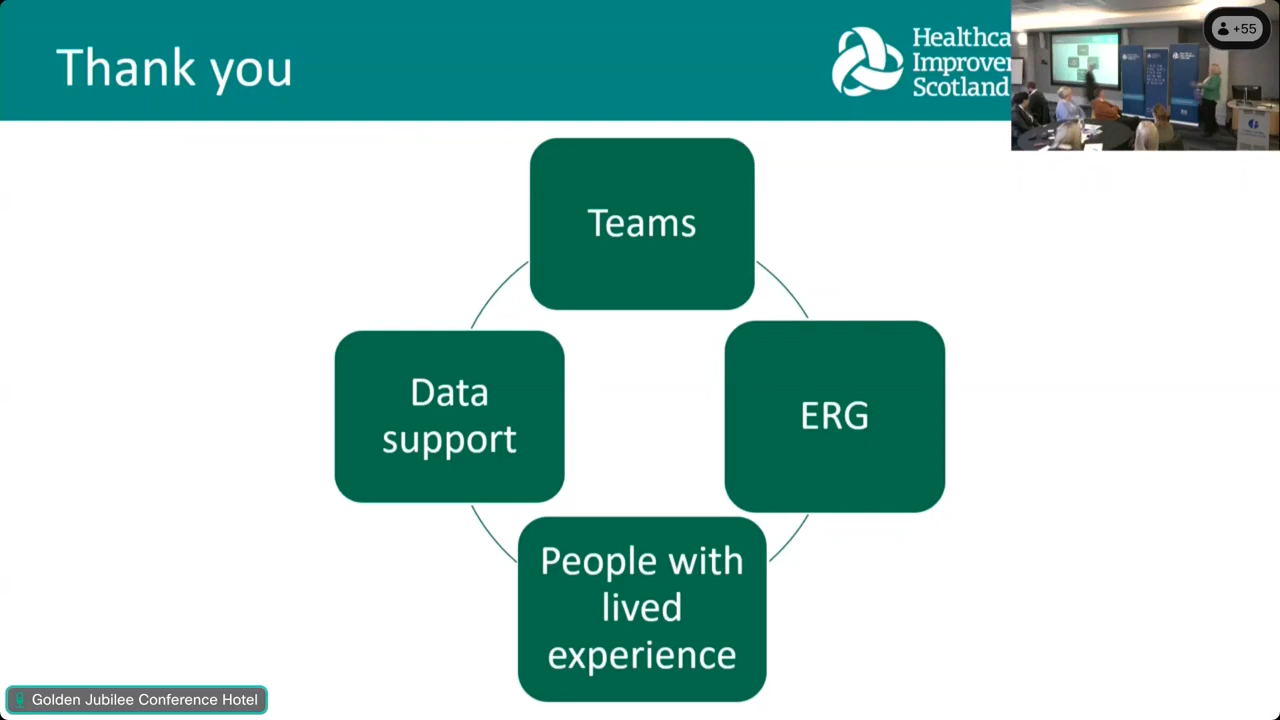 Thank you
Healthca
Improve
Scotland
+55
Teams
Data
support
ERG
People with
lived
experience
Golden Jubilee Conference Hotel